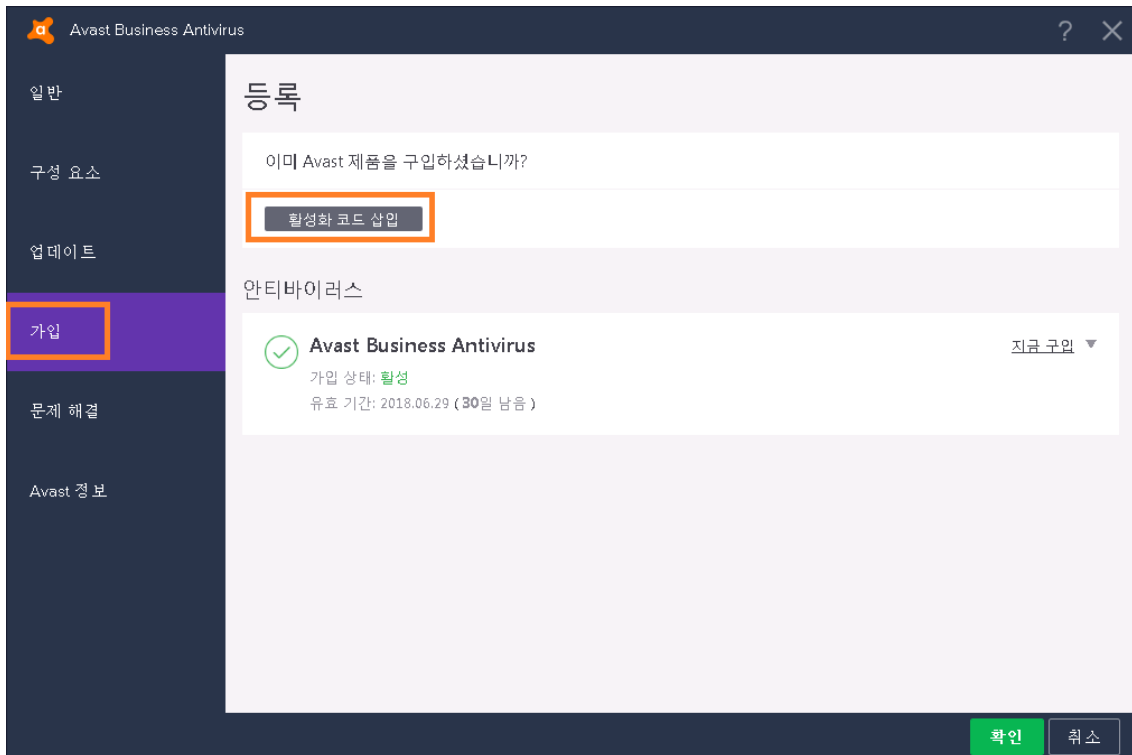 Avast Business Antivirus
?
일반
구성 요소
업데이트
가입
문제 해결
Avast 정보
등록
이미 Avast 제품을 구입하셨습니까?
활성화 코드 삽입
안티바이러스
Avast Business Antivirus
지금 구입
가입 상태: 활성
유효 기간: 2018.06.29 ( 30일 남음 )
확인
취소